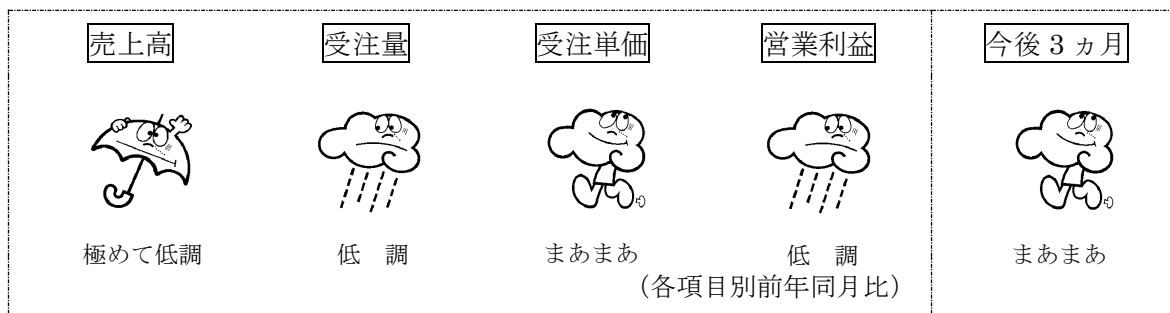 売上高 受注量 受注単価 営業利益 今後3ヵ月
極めて低調 低 調 まあまあ 低 調 まあまあ
（各項目別前年同月比）